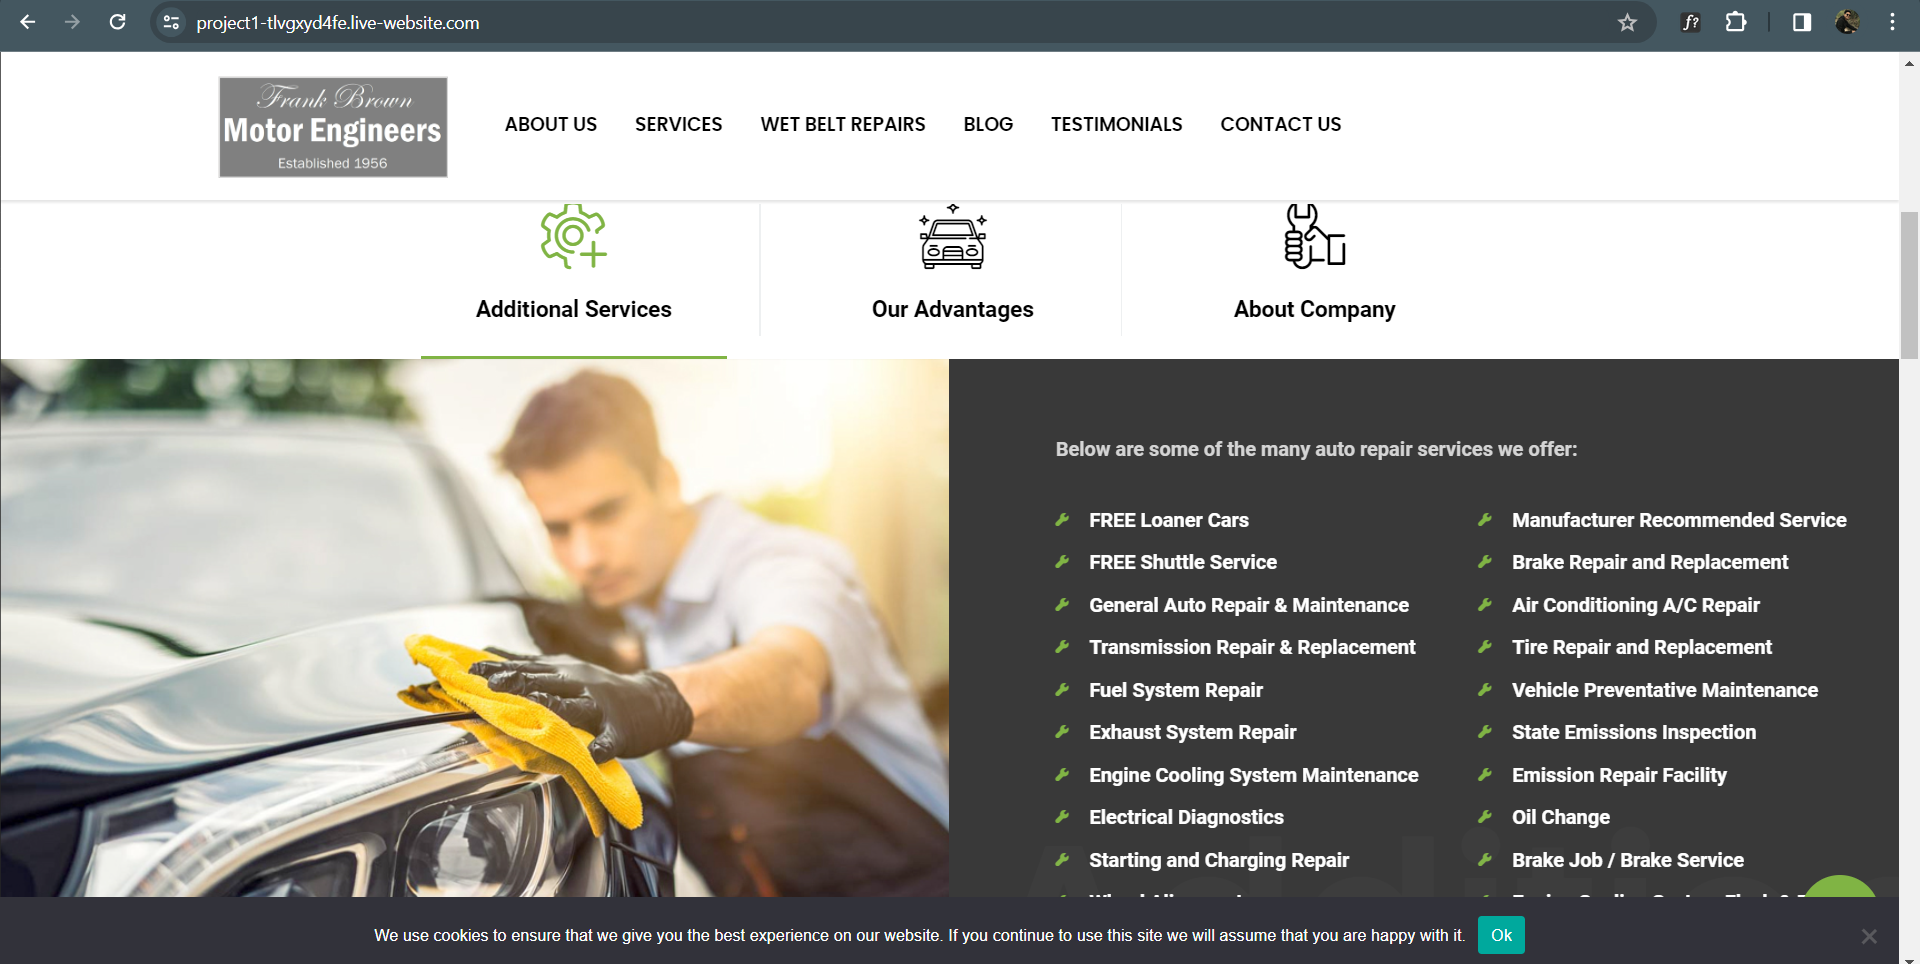 project1-tlvgxyd4fe.live-website.com
Frank Brown
Motor Engineers
Established 1956
ABOUT US SERVICES WET BELT REPAIRS BLOG TESTIMONIALS CONTACT US
Additional Services Our Advantages About Company
Below are some of the many auto repair services we offer:
FREE Loaner Cars
FREE Shuttle Service
General Auto Repair & Maintenance
Transmission Repair & Replacement
Fuel System Repair
Exhaust System Repair
Engine Cooling System Maintenance
Electrical Diagnostics
Starting and Charging Repair
Manufacturer Recommended Service
Brake Repair and Replacement
Air Conditioning A/C Repair
Tire Repair and Replacement
Vehicle Preventative Maintenance
State Emissions Inspection
Emission Repair Facility
Oil Change
Brake Job / Brake Service
We use cookies to ensure that we give you the best experience on our website. If you continue to use this site we will assume that you are happy with it. Ok